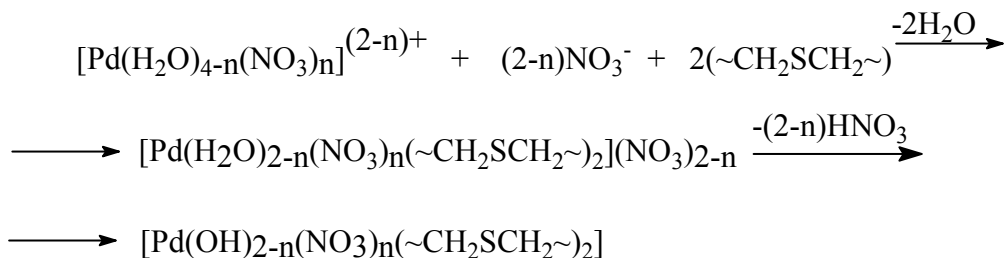 [Pd(H₂O)₄₋ₙ(NO₃)n]⁽²⁻ⁿ⁾⁺ + (2-n)NO₃⁻ + 2(~CH₂SCH₂~) -2H₂O
[Pd(H2O)₂₋ₙ(NO₃)ₙ(~CH₂SCH₂~)₂](NO₃)₂₋ₙ -(2-n)HNO₃
[Pd(OH)₂₋ₙ(NO3)ₙ(~CH₂SCH₂~)₂]